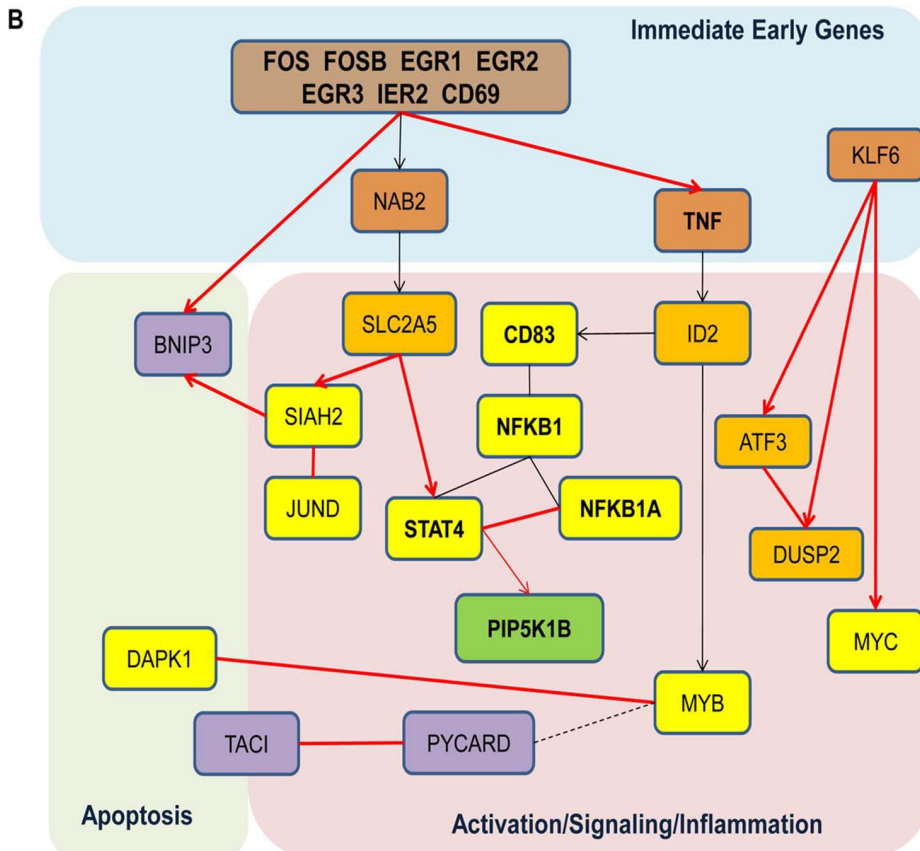 B
Immediate Early Genes
FOS FOSB EGR1 EGR2
EGR3 IER2 CD69
KLF6
NAB2
TNF
BNIP3
SLC2A5
CD83
ID2
SIAH2
NFKB1
ATF3
JUND
STAT4
NFKB1A
DUSP2
PIP5K1B
MYC
DAPK1
MYB
TACI
PYCARD
Apoptosis
Activation/Signaling/Inflammation